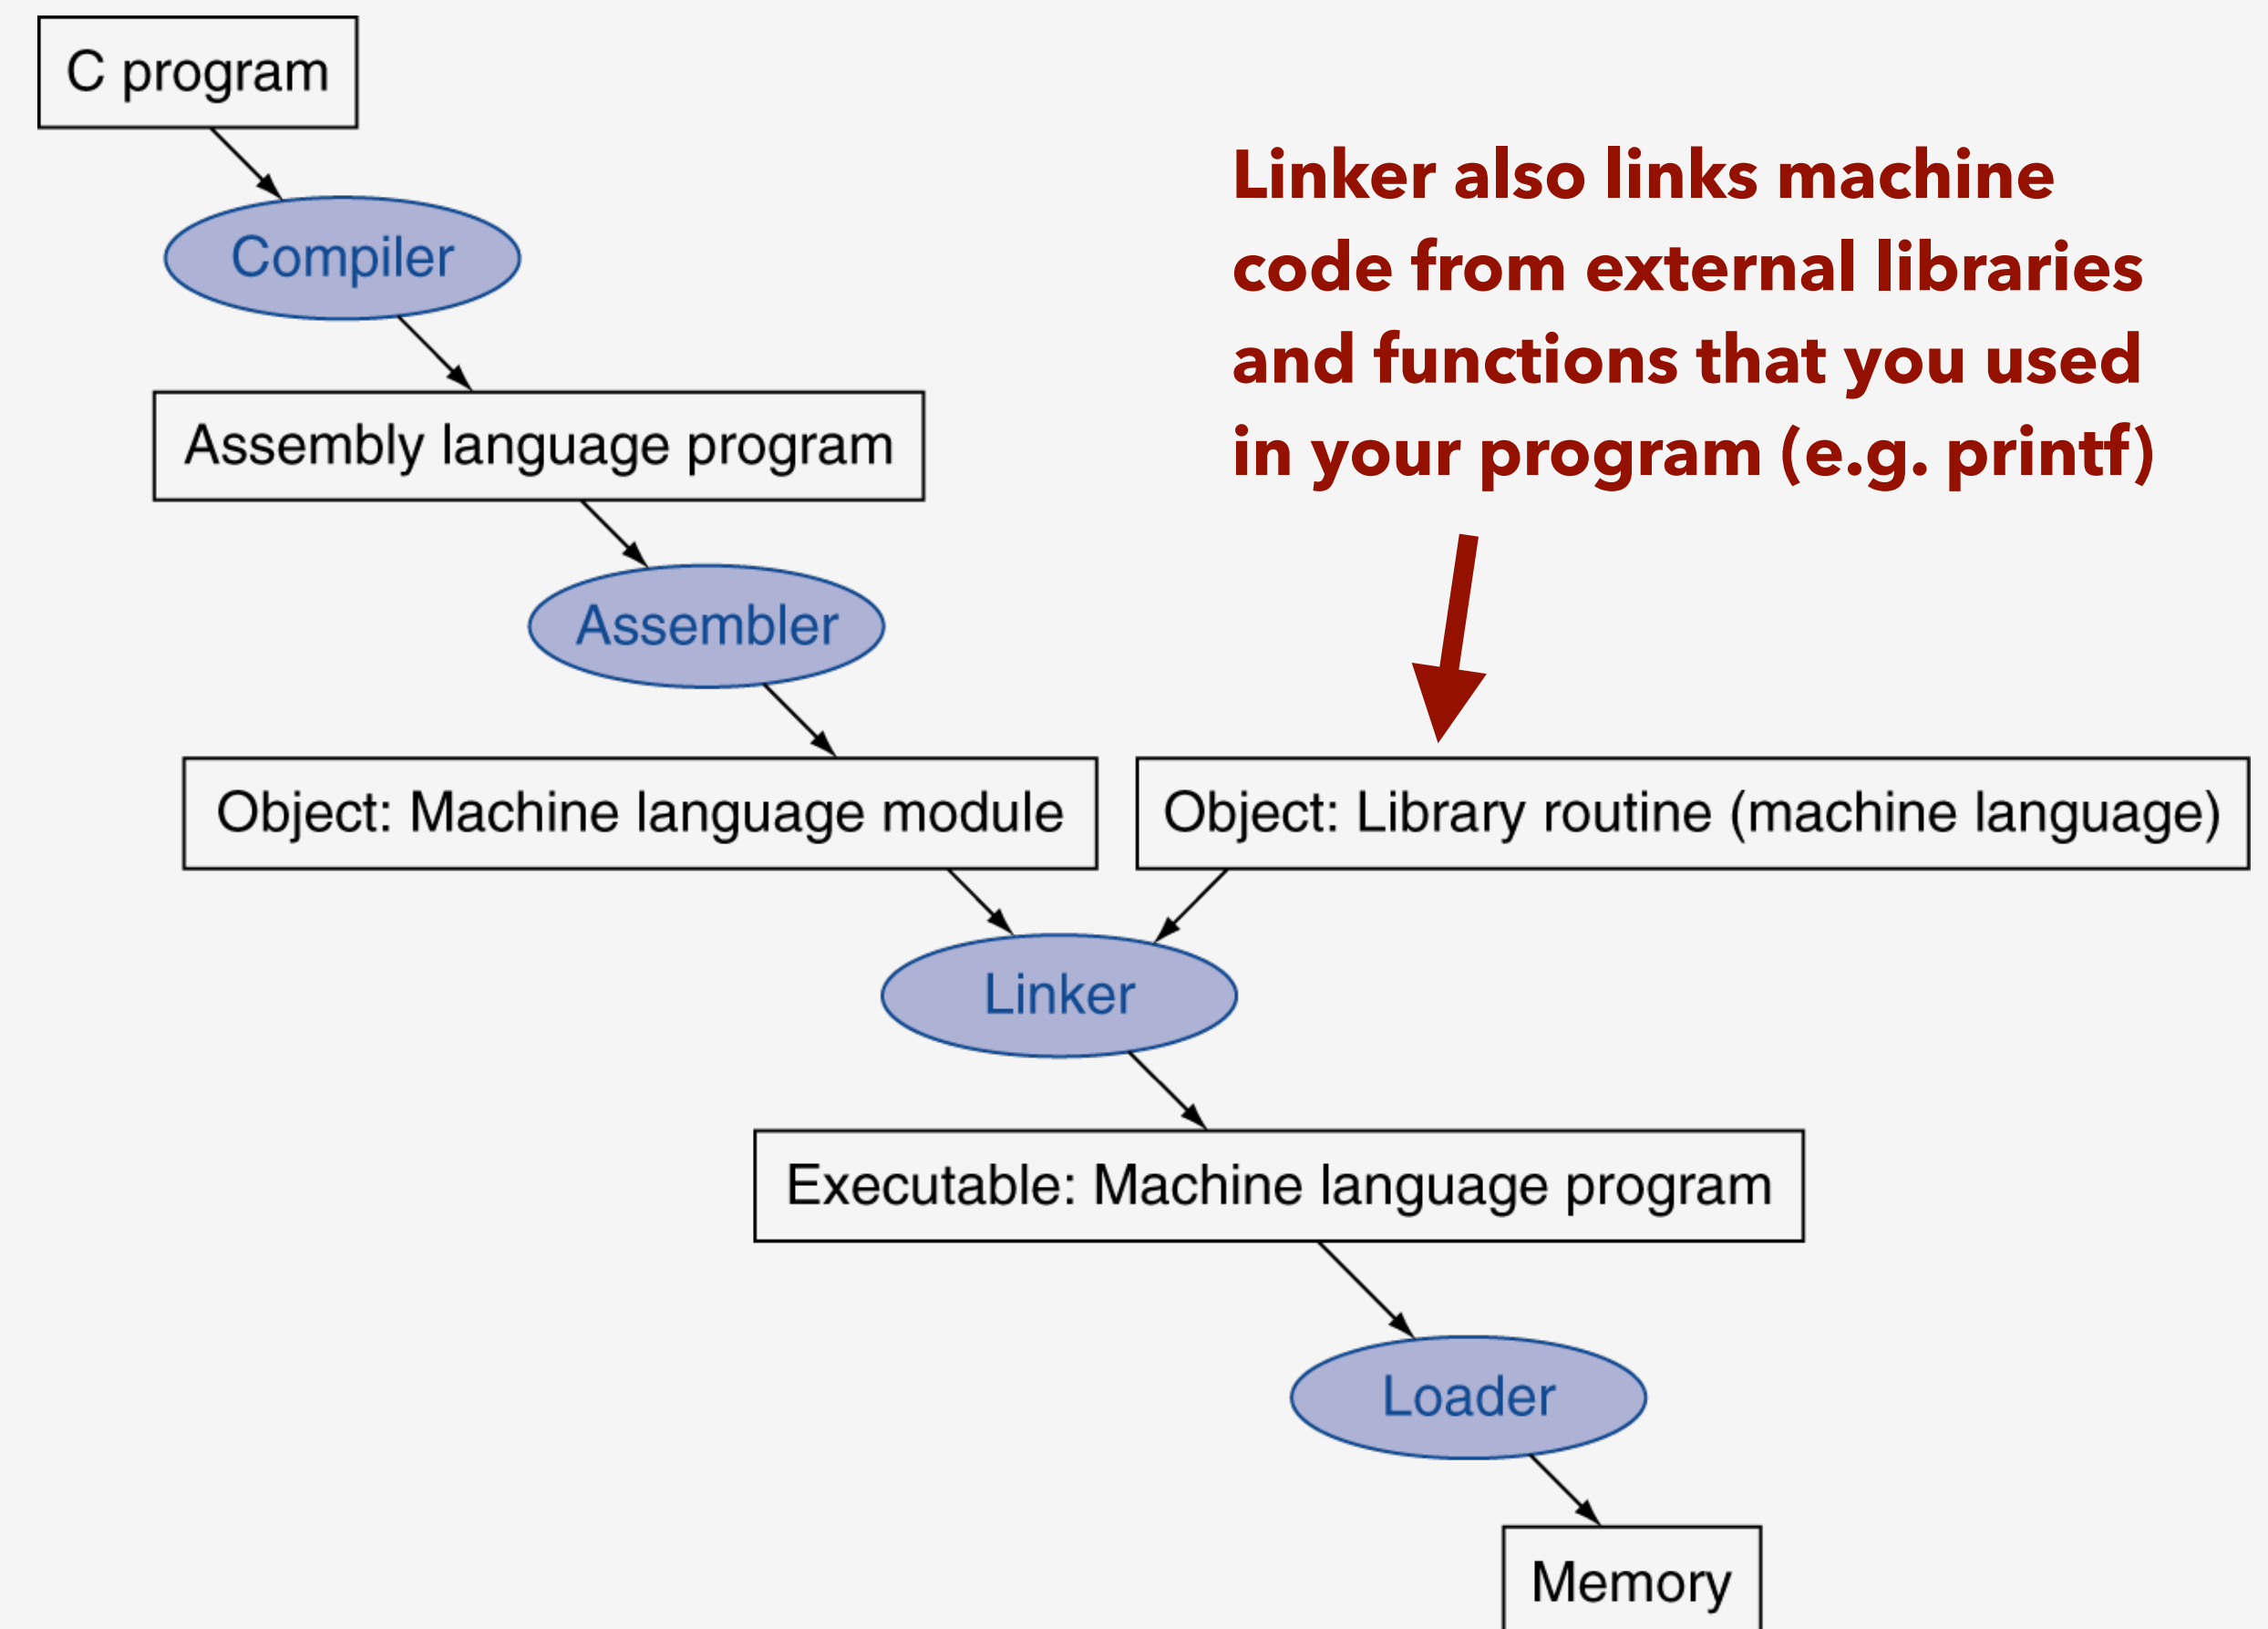 C program
Compiler
Assembly language program
Assembler
Linker also links machine
code from external libraries
and functions that you used
in your program (e.g. printf)
Object: Machine language module
Object: Library routine (machine language)
Linker
Executable: Machine language program
Loader
Memory